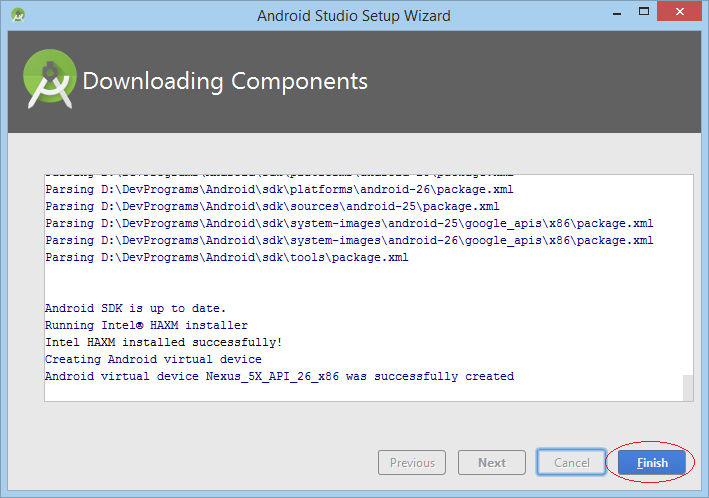 Android Studio Setup Wizard
Downloading Components
Parsing D:\DevPrograms\Android\sdk\platforms\android-26\package.xml
Parsing D:\DevPrograms\Android\sdk\sources\android-25\package.xml
Parsing D:\DevPrograms\Android\sdk\system-images\android-25\google_apis\x86\package.xml
Parsing D:\DevPrograms\Android\sdk\system-images\android-26\google_apis\x86\package.xml
Parsing D:\DevPrograms\Android\sdk\tools\package.xml
Android SDK is up to date.
Running Intel® HAXM installer
Intel HAXM installed successfully!
Creating Android virtual device
Android virtual device Nexus_5X_API_26_x86 was successfully created
Previous Next Cancel Finish